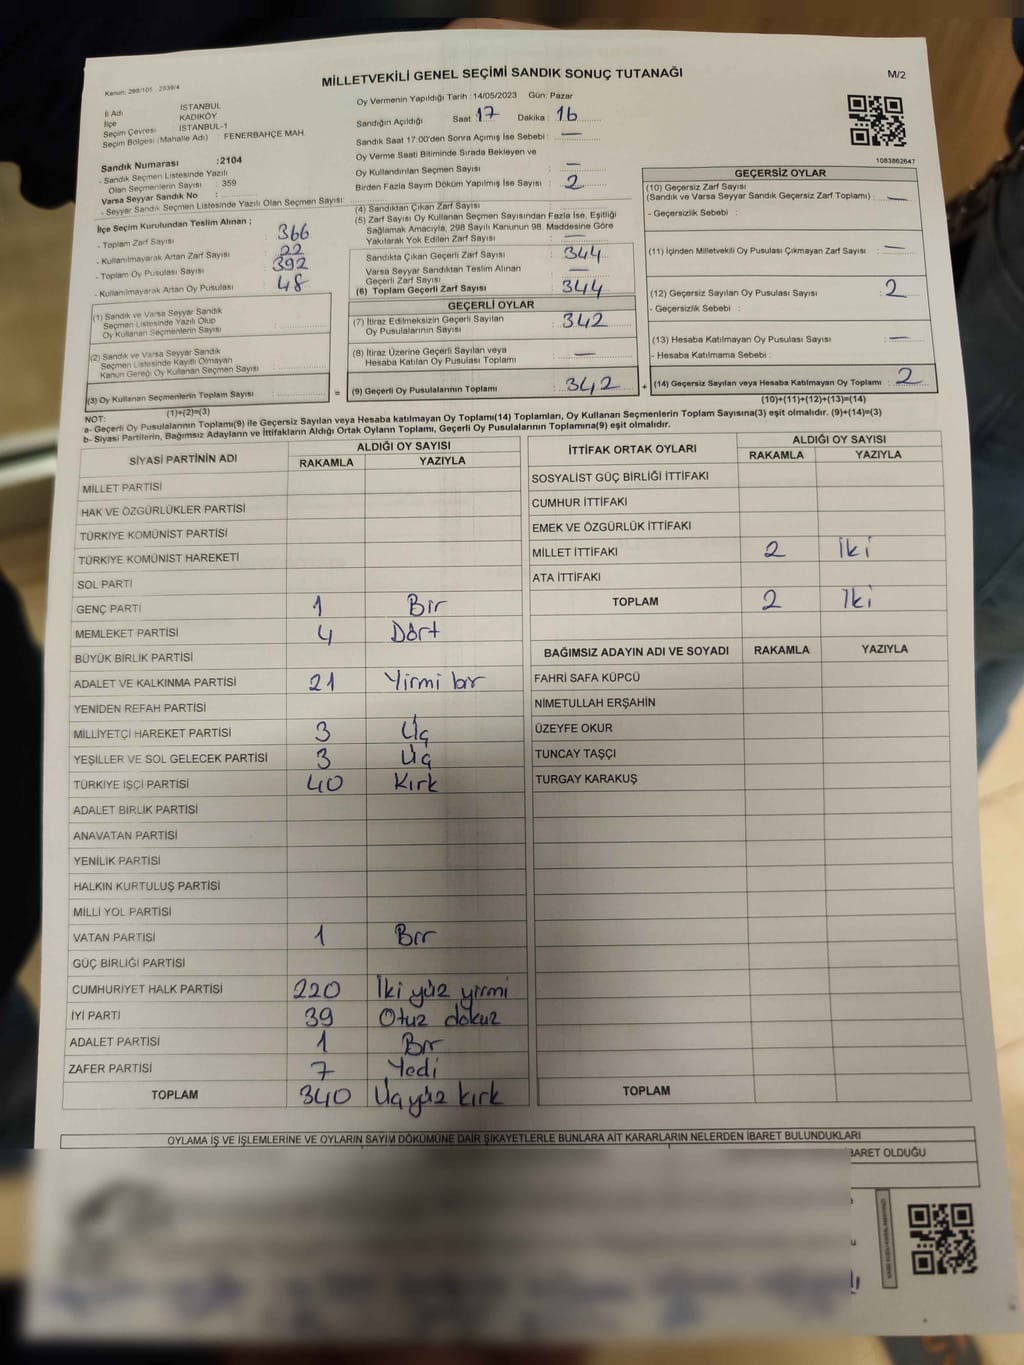 MİLLETVEKİLİ GENEL SEÇİMİ SANDIK SONUÇ TUTANAĞI
M/2
Kanun: 298/105 , 2839/4
İl Adı İSTANBUL
İlçe KADIKÖY
Seçim Çevresi İSTANBUL-1
Seçim Bölgesi (Mahalle Adı) : FENERBAHÇE MAH.
Sandık Numarası :2104
- Sandık Seçmen Listesinde Yazılı
Olan Seçmenlerin Sayısı : 359
Varsa Seyyar Sandık No :
- Seyyar Sandık Seçmen Listesinde Yazılı Olan Seçmen Sayısı:
İlçe Seçim Kurulundan Teslim Alınan ;
- Toplam Zarf Sayısı 366
- Kullanılmayarak Artan Zarf Sayısı 22
- Toplam Oy Pusulası Sayısı 392
- Kullanılmayarak Artan Oy Pusulası 48
(1) Sandık ve Varsa Seyyar Sandık
Seçmen Listesinde Yazılı Olup
Oy Kullanan Seçmenlerin Sayısı :
(2) Sandık ve Varsa Seyyar Sandık
Seçmen Listesinde Kayıtlı Olmayan
Kanun Gereği Oy Kullanan Seçmen Sayısı :
(3) Oy Kullanan Seçmenlerin Toplam Sayısı :
(1)+(2)=(3)
Oy Vermenin Yapıldığı Tarih :14/05/2023 Gün: Pazar
Sandığın Açıldığı Saat : 17 Dakika : 16
Sandık Saat 17:00'den Sonra Açımış İse Sebebi : —
Oy Verme Saati Bitiminde Sırada Bekleyen ve
Oy Kullandırılan Seçmen Sayısı : —
Birden Fazla Sayım Döküm Yapılmış İse Sayısı : 2
(4) Sandıktan Çıkan Zarf Sayısı :
(5) Zarf Sayısı Oy Kullanan Seçmen Sayısından Fazla İse, Eşitliği
Sağlamak Amacıyla, 298 Sayılı Kanunun 98. Maddesine Göre
Yakılarak Yok Edilen Zarf Sayısı : —
Sandıkta Çıkan Geçerli Zarf Sayısı : 344
Varsa Seyyar Sandıktan Teslim Alınan
Geçerli Zarf Sayısı : —
(6) Toplam Geçerli Zarf Sayısı : 344
GEÇERLİ OYLAR
(7) İtiraz Edilmeksizin Geçerli Sayılan
Oy Pusulalarının Sayısı : 342
(8) İtiraz Üzerine Geçerli Sayılan veya
Hesaba Katılan Oy Pusulası Toplamı : —
= (9) Geçerli Oy Pusulalarının Toplamı : 342 +
1083862647
GEÇERSİZ OYLAR
(10) Geçersiz Zarf Sayısı
(Sandık ve Varsa Seyyar Sandık Geçersiz Zarf Toplamı) : —
- Geçersizlik Sebebi :
(11) İçinden Milletvekili Oy Pusulası Çıkmayan Zarf Sayısı : —
(12) Geçersiz Sayılan Oy Pusulası Sayısı : 2
- Geçersizlik Sebebi :
(13) Hesaba Katılmayan Oy Pusulası Sayısı : —
- Hesaba Katılmama Sebebi :
(14) Geçersiz Sayılan veya Hesaba Katılmayan Oy Toplamı : 2
(10)+(11)+(12)+(13)=(14)
NOT:
a- Geçerli Oy Pusulalarının Toplamı(9) ile Geçersiz Sayılan veya Hesaba katılmayan Oy Toplamı(14) Toplamları, Oy Kullanan Seçmenlerin Toplam Sayısına(3) eşit olmalıdır. (9)+(14)=(3)
b- Siyasi Partilerin, Bağımsız Adayların ve İttifakların Aldığı Ortak Oyların Toplamı, Geçerli Oy Pusulalarının Toplamına(9) eşit olmalıdır.
SİYASİ PARTİNİN ADI ALDIĞI OY SAYISI
RAKAMLA YAZIYLA
MİLLET PARTİSİ
HAK VE ÖZGÜRLÜKLER PARTİSİ
TÜRKİYE KOMÜNİST PARTİSİ
TÜRKİYE KOMÜNİST HAREKETİ
SOL PARTİ
GENÇ PARTİ 1 Bir
MEMLEKET PARTİSİ 4 Dört
BÜYÜK BİRLİK PARTİSİ
ADALET VE KALKINMA PARTİSİ 21 Yirmi bir
YENİDEN REFAH PARTİSİ
MİLLİYETÇİ HAREKET PARTİSİ 3 Üç
YEŞİLLER VE SOL GELECEK PARTİSİ 3 Üç
TÜRKİYE İŞÇİ PARTİSİ 40 Kırk
ADALET BİRLİK PARTİSİ
ANAVATAN PARTİSİ
YENİLİK PARTİSİ
HALKIN KURTULUŞ PARTİSİ
MİLLİ YOL PARTİSİ
VATAN PARTİSİ 1 Bir
GÜÇ BİRLİĞİ PARTİSİ
CUMHURİYET HALK PARTİSİ 220 İki yüz yirmi
İYİ PARTİ 39 Otuz dokuz
ADALET PARTİSİ 1 Bir
ZAFER PARTİSİ 7 Yedi
TOPLAM 340 Üçyüz kırk
İTTİFAK ORTAK OYLARI ALDIĞI OY SAYISI
RAKAMLA YAZIYLA
SOSYALİST GÜÇ BİRLİĞİ İTTİFAKI
CUMHUR İTTİFAKI
EMEK VE ÖZGÜRLÜK İTTİFAKI
MİLLET İTTİFAKI 2 İki
ATA İTTİFAKI
TOPLAM 2 İki
BAĞIMSIZ ADAYIN ADI VE SOYADI RAKAMLA YAZIYLA
FAHRİ SAFA KÜPCÜ
NİMETULLAH ERŞAHİN
ÜZEYFE OKUR
TUNCAY TAŞÇI
TURGAY KARAKUŞ
TOPLAM
OYLAMA İŞ VE İŞLEMLERİNE VE OYLARIN SAYIM DÖKÜMÜNE DAİR ŞİKAYETLERLE BUNLARA AİT KARARLARIN NELERDEN İBARET BULUNDUKLARI
BARET OLDUĞU